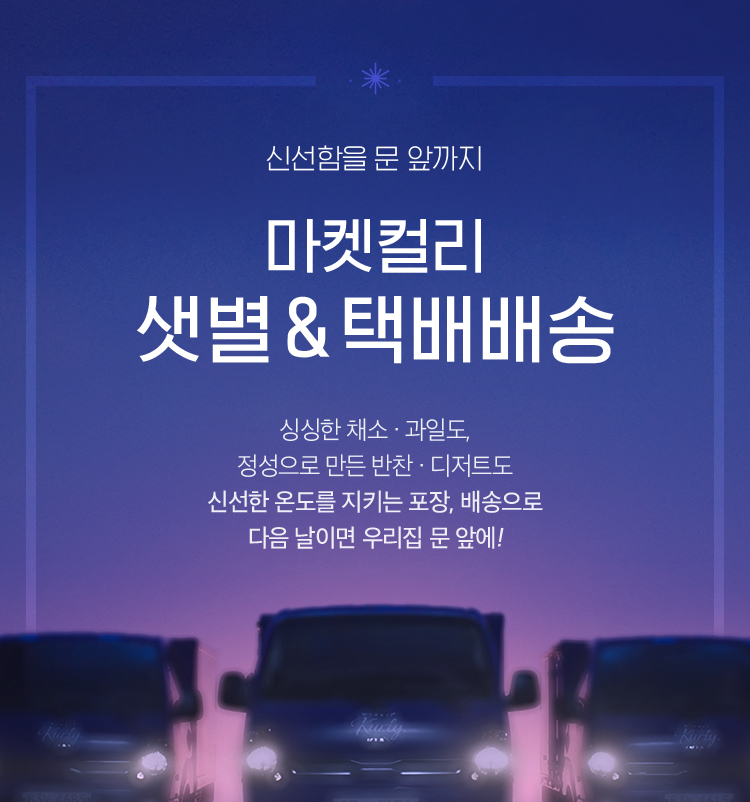 신선함을 문 앞까지
마켓컬리
샛별 & 택배배송
싱싱한 채소 · 과일도,
정성으로 만든 반찬 · 디저트도
신선한 온도를 지키는 포장, 배송으로
다음 날이면 우리집 문 앞에!
Kurly
Kurly
Kurly